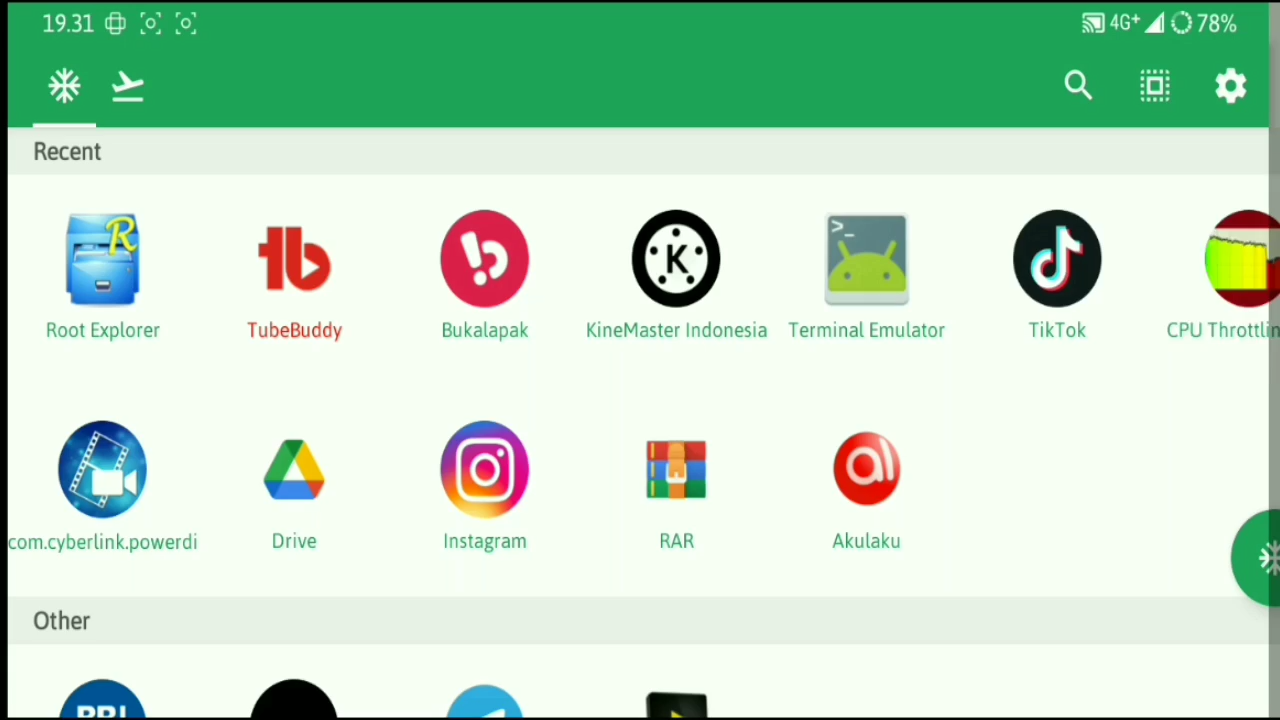 19.31 4G+ 78%
Recent
Root Explorer TubeBuddy Bukalapak KineMaster Indonesia Terminal Emulator TikTok CPU Throttlin
com.cyberlink.powerdi Drive Instagram RAR Akulaku
Other